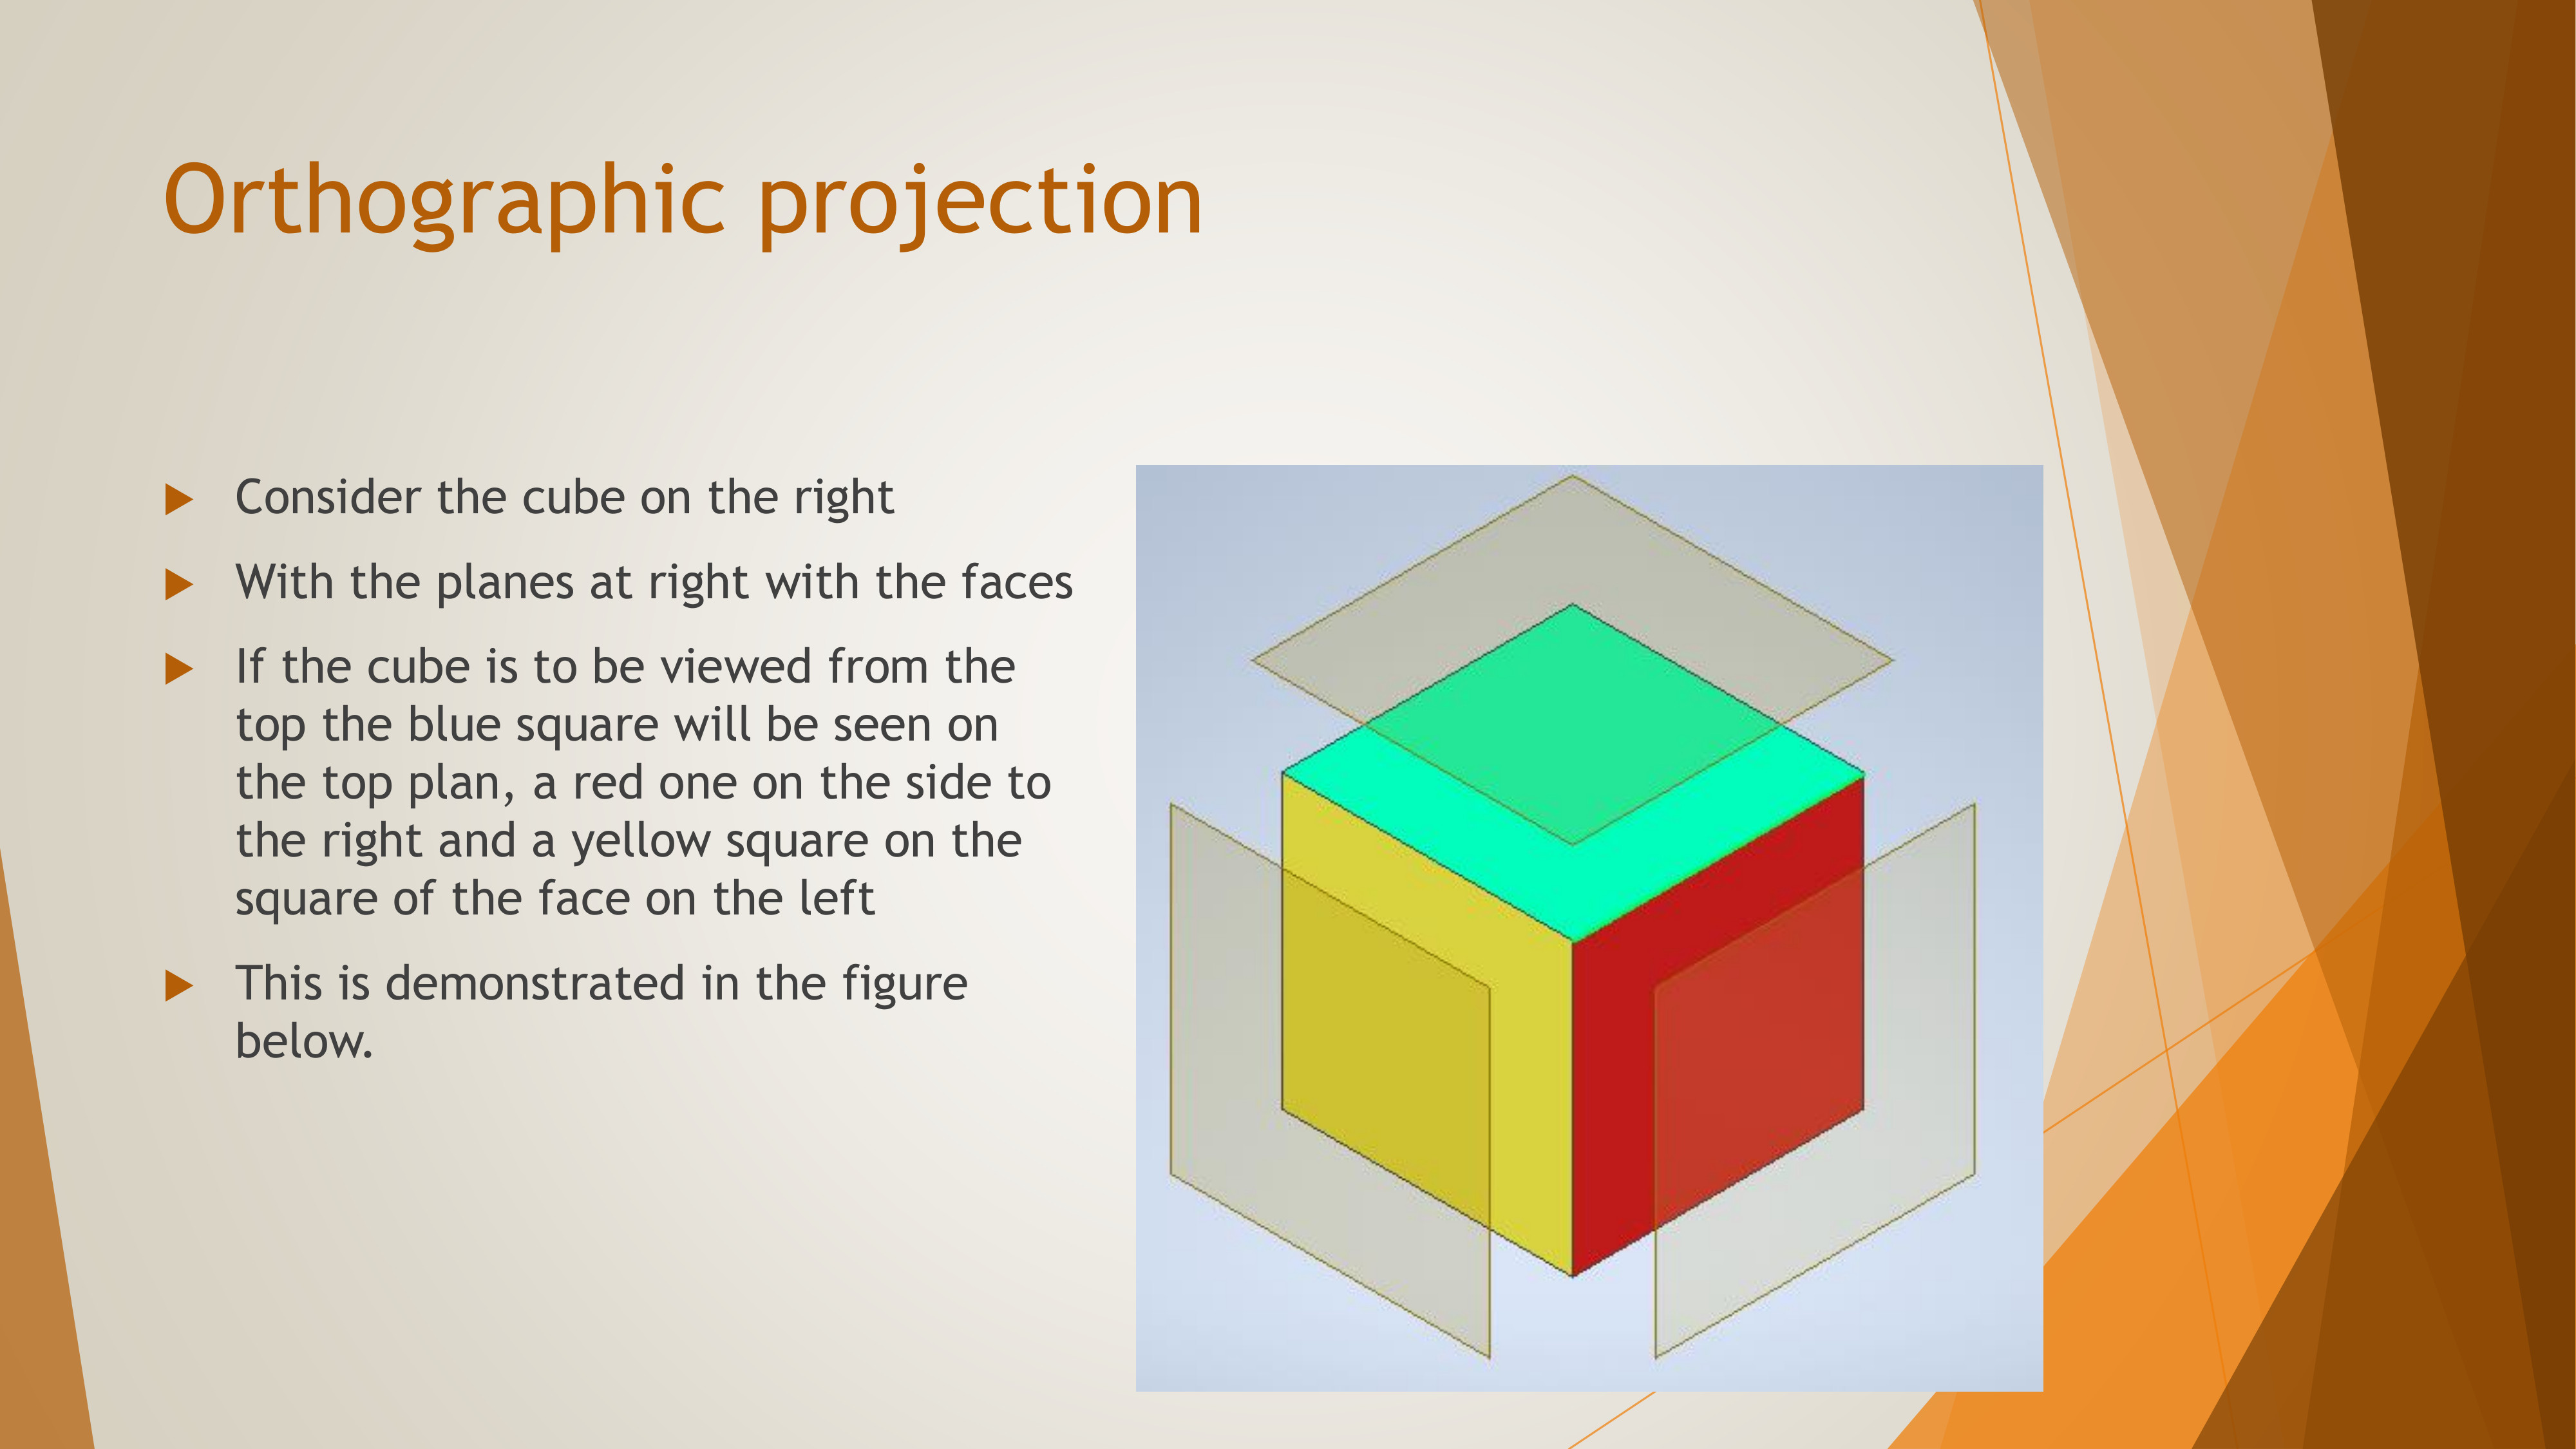 Orthographic projection
Consider the cube on the right
With the planes at right with the faces
If the cube is to be viewed from the
top the blue square will be seen on
the top plan, a red one on the side to
the right and a yellow square on the
square of the face on the left
This is demonstrated in the figure
below.